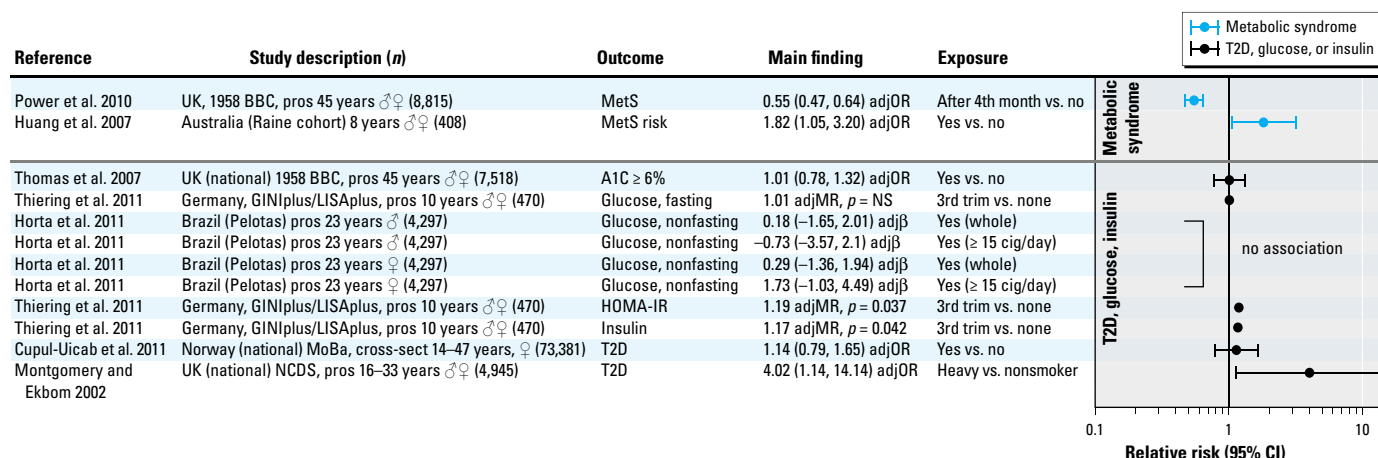 Metabolic syndrome
T2D, glucose, or insulin
Reference Study description (n) Outcome Main finding Exposure
Power et al. 2010 UK, 1958 BBC, pros 45 years ♂♀ (8,815) MetS 0.55 (0.47, 0.64) adjOR After 4th month vs. no
Huang et al. 2007 Australia (Raine cohort) 8 years ♂♀ (408) MetS risk 1.82 (1.05, 3.20) adjOR Yes vs. no
Metabolic
syndrome
Thomas et al. 2007 UK (national) 1958 BBC, pros 45 years ♂♀ (7,518) A1C ≥ 6% 1.01 (0.78, 1.32) adjOR Yes vs. no
Thiering et al. 2011 Germany, GINIplus/LISAplus, pros 10 years ♂♀ (470) Glucose, fasting 1.01 adjMR, p = NS 3rd trim vs. none
Horta et al. 2011 Brazil (Pelotas) pros 23 years ♂ (4,297) Glucose, nonfasting 0.18 (–1.65, 2.01) adjβ Yes (whole)
Horta et al. 2011 Brazil (Pelotas) pros 23 years ♂ (4,297) Glucose, nonfasting –0.73 (–3.57, 2.1) adjβ Yes (≥ 15 cig/day)
Horta et al. 2011 Brazil (Pelotas) pros 23 years ♀ (4,297) Glucose, nonfasting 0.29 (–1.36, 1.94) adjβ Yes (whole)
Horta et al. 2011 Brazil (Pelotas) pros 23 years ♀ (4,297) Glucose, nonfasting 1.73 (–1.03, 4.49) adjβ Yes (≥ 15 cig/day)
Thiering et al. 2011 Germany, GINIplus/LISAplus, pros 10 years ♂♀ (470) HOMA-IR 1.19 adjMR, p = 0.037 3rd trim vs. none
Thiering et al. 2011 Germany, GINIplus/LISAplus, pros 10 years ♂♀ (470) Insulin 1.17 adjMR, p = 0.042 3rd trim vs. none
Cupul-Uicab et al. 2011 Norway (national) MoBa, cross-sect 14–47 years, ♀ (73,381) T2D 1.14 (0.79, 1.65) adjOR Yes vs. no
Montgomery and UK (national) NCDS, pros 16–33 years ♂♀ (4,945) T2D 4.02 (1.14, 14.14) adjOR Heavy vs. nonsmoker
Ekbom 2002
T2D, glucose, insulin
no association
0.1 1 10
Relative risk (95% CI)